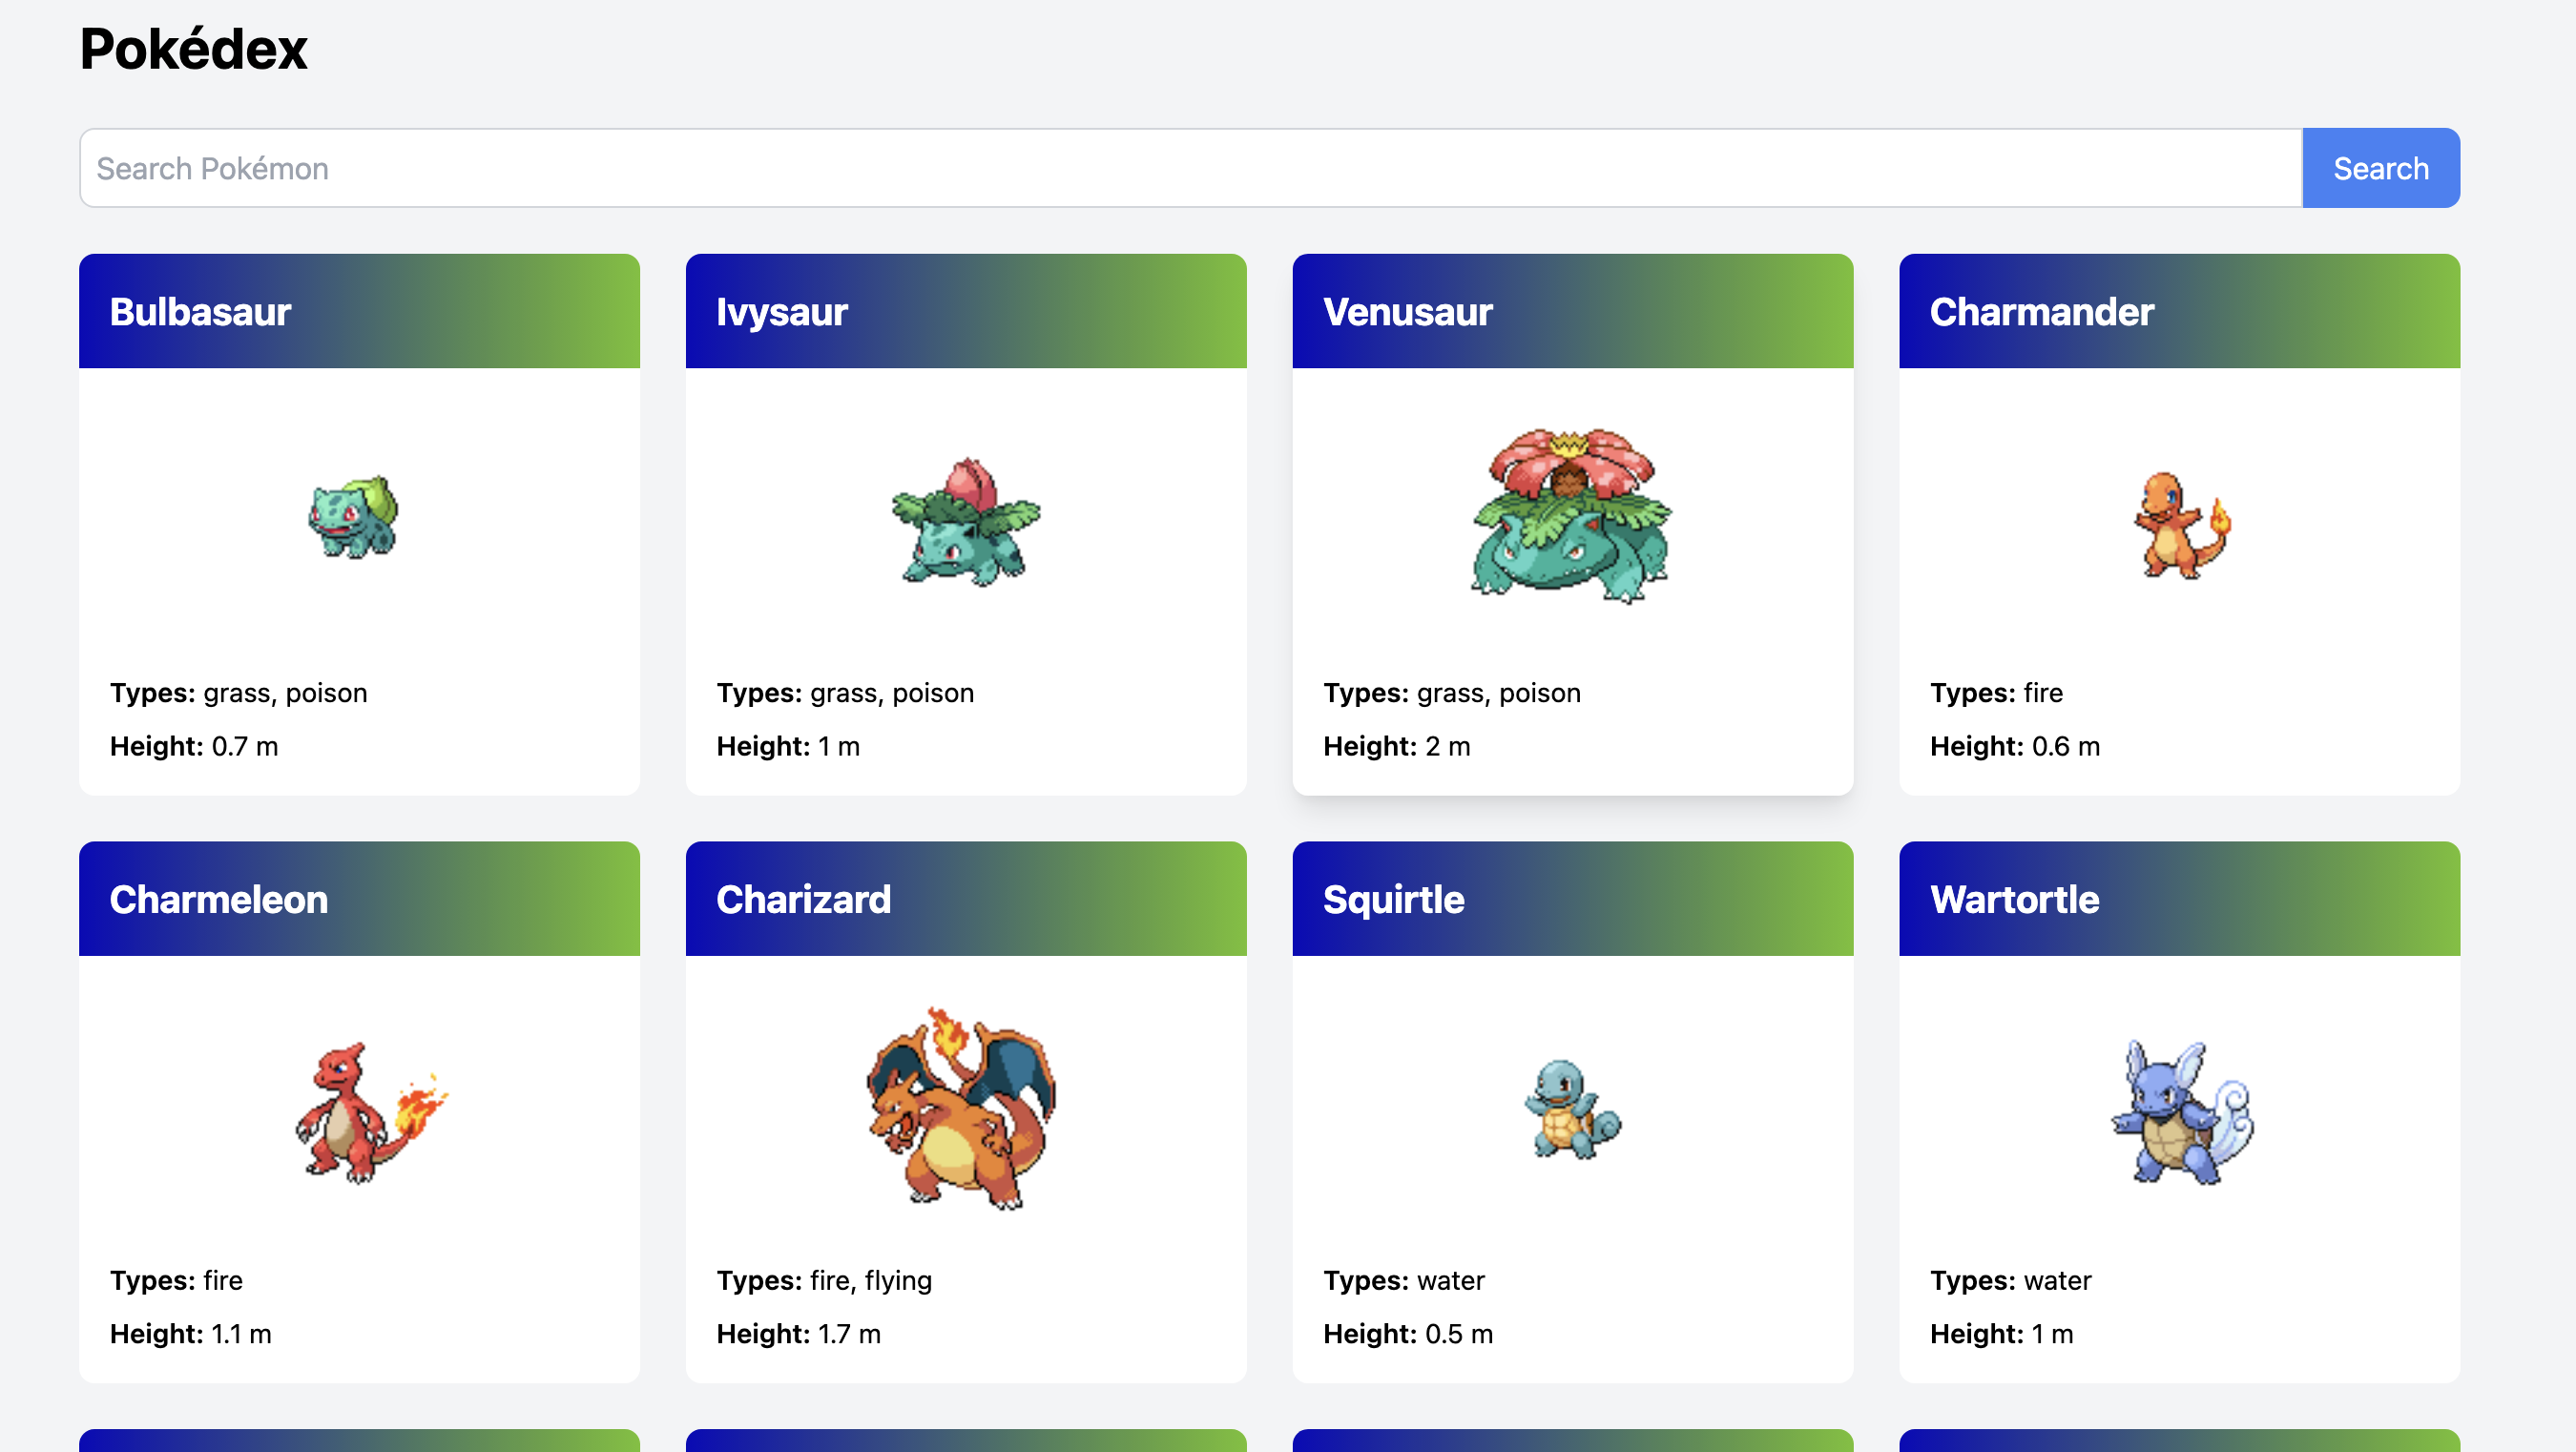 Pokédex
Search Pokémon
Search
Bulbasaur
Types: grass, poison
Height: 0.7 m
Ivysaur
Types: grass, poison
Height: 1 m
Venusaur
Types: grass, poison
Height: 2 m
Charmander
Types: fire
Height: 0.6 m
Charmeleon
Types: fire
Height: 1.1 m
Charizard
Types: fire, flying
Height: 1.7 m
Squirtle
Types: water
Height: 0.5 m
Wartortle
Types: water
Height: 1 m